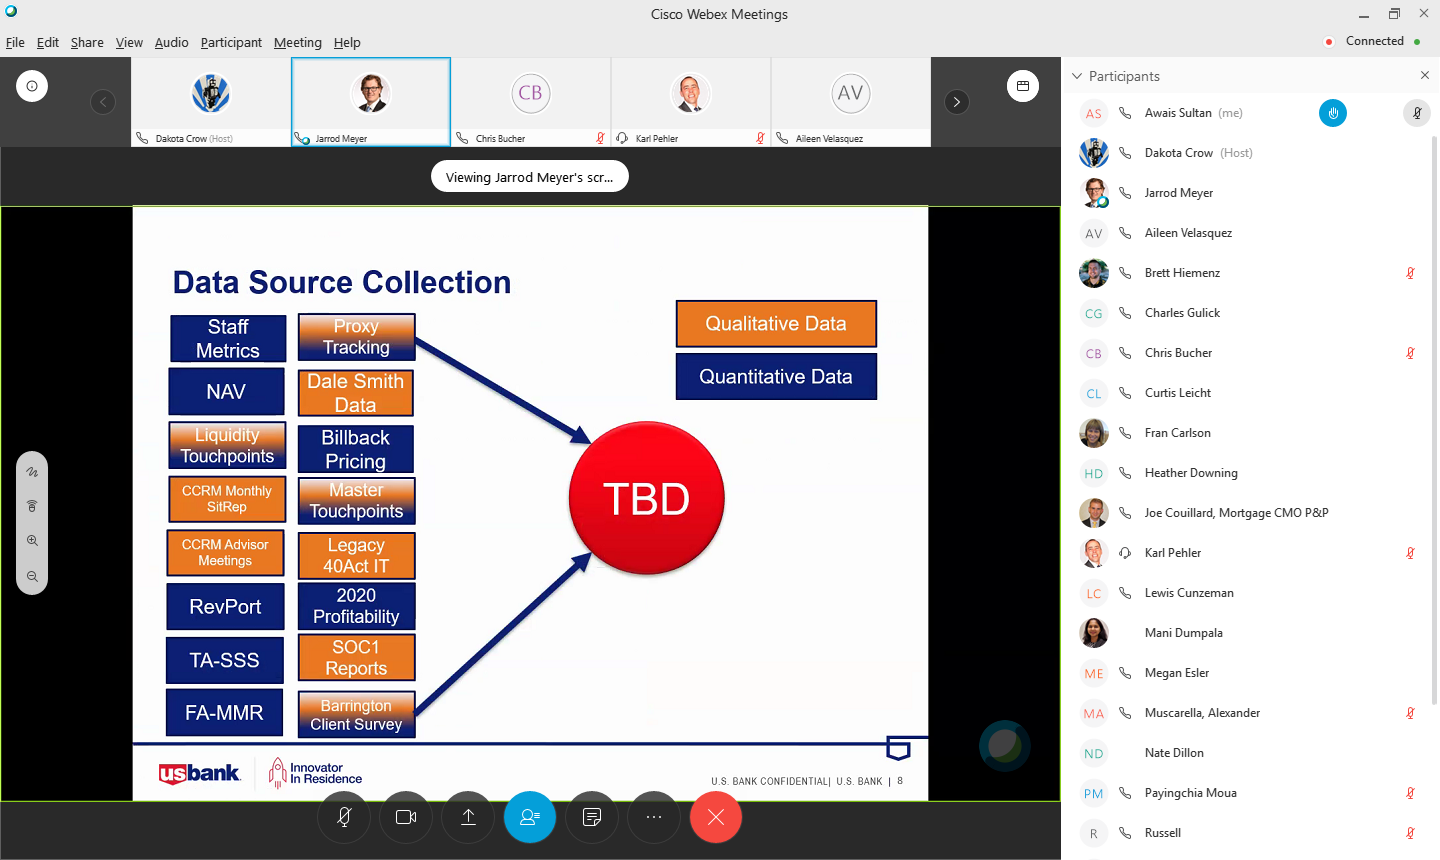 Cisco Webex Meetings
File Edit Share View Audio Participant Meeting Help
Connected
Dakota Crow (Host)
Jarrod Meyer
CB
Chris Bucher
Karl Pehler
AV
Aileen Velasquez
Viewing Jarrod Meyer's scr...
Data Source Collection
Staff
Metrics
NAV
Liquidity
Touchpoints
CCRM Monthly
SitRep
CCRM Advisor
Meetings
RevPort
TA-SSS
FA-MMR
Proxy
Tracking
Dale Smith
Data
Billback
Pricing
Master
Touchpoints
Legacy
40Act IT
2020
Profitability
SOC1
Reports
Barrington
Client Survey
TBD
Qualitative Data
Quantitative Data
usbank
Innovator
In Residence
U.S. BANK CONFIDENTIAL| U.S. BANK | 8
Participants
AS Awais Sultan (me)
Dakota Crow (Host)
Jarrod Meyer
AV Aileen Velasquez
Brett Hiemenz
CG Charles Gulick
CB Chris Bucher
CL Curtis Leicht
Fran Carlson
HD Heather Downing
Joe Couillard, Mortgage CMO P&P
Karl Pehler
LC Lewis Cunzeman
Mani Dumpala
ME Megan Esler
MA Muscarella, Alexander
ND Nate Dillon
PM Payingchia Moua
R Russell